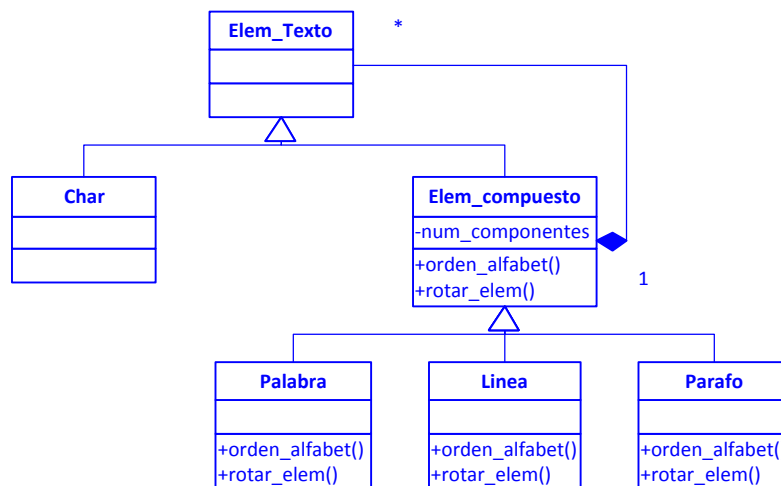 Elem_Texto
*
Char
Elem_compuesto
-num_componentes
+orden_alfabet()
+rotar_elem()
1
Palabra
+orden_alfabet()
+rotar_elem()
Linea
+orden_alfabet()
+rotar_elem()
Parafo
+orden_alfabet()
+rotar_elem()